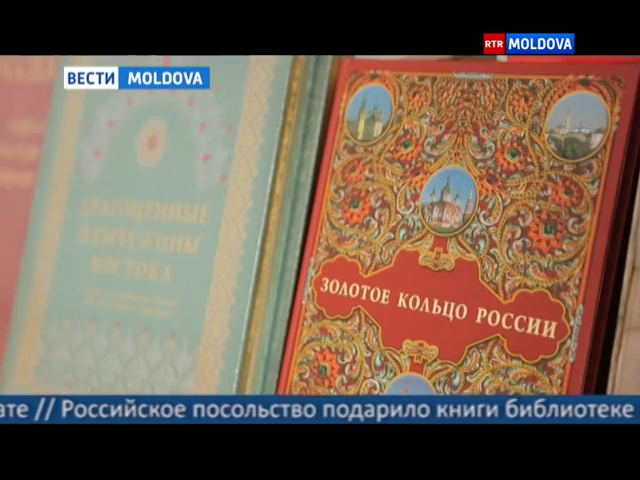 RTR MOLDOVA
ВЕСТИ MOLDOVA
ДРАГОЦЕННЫЕ
ЖЕМЧУЖИНЫ
ВОСТОКА
ЗОЛОТОЕ КОЛЬЦО РОССИИ
ате // Российское посольство подарило книги библиотеке